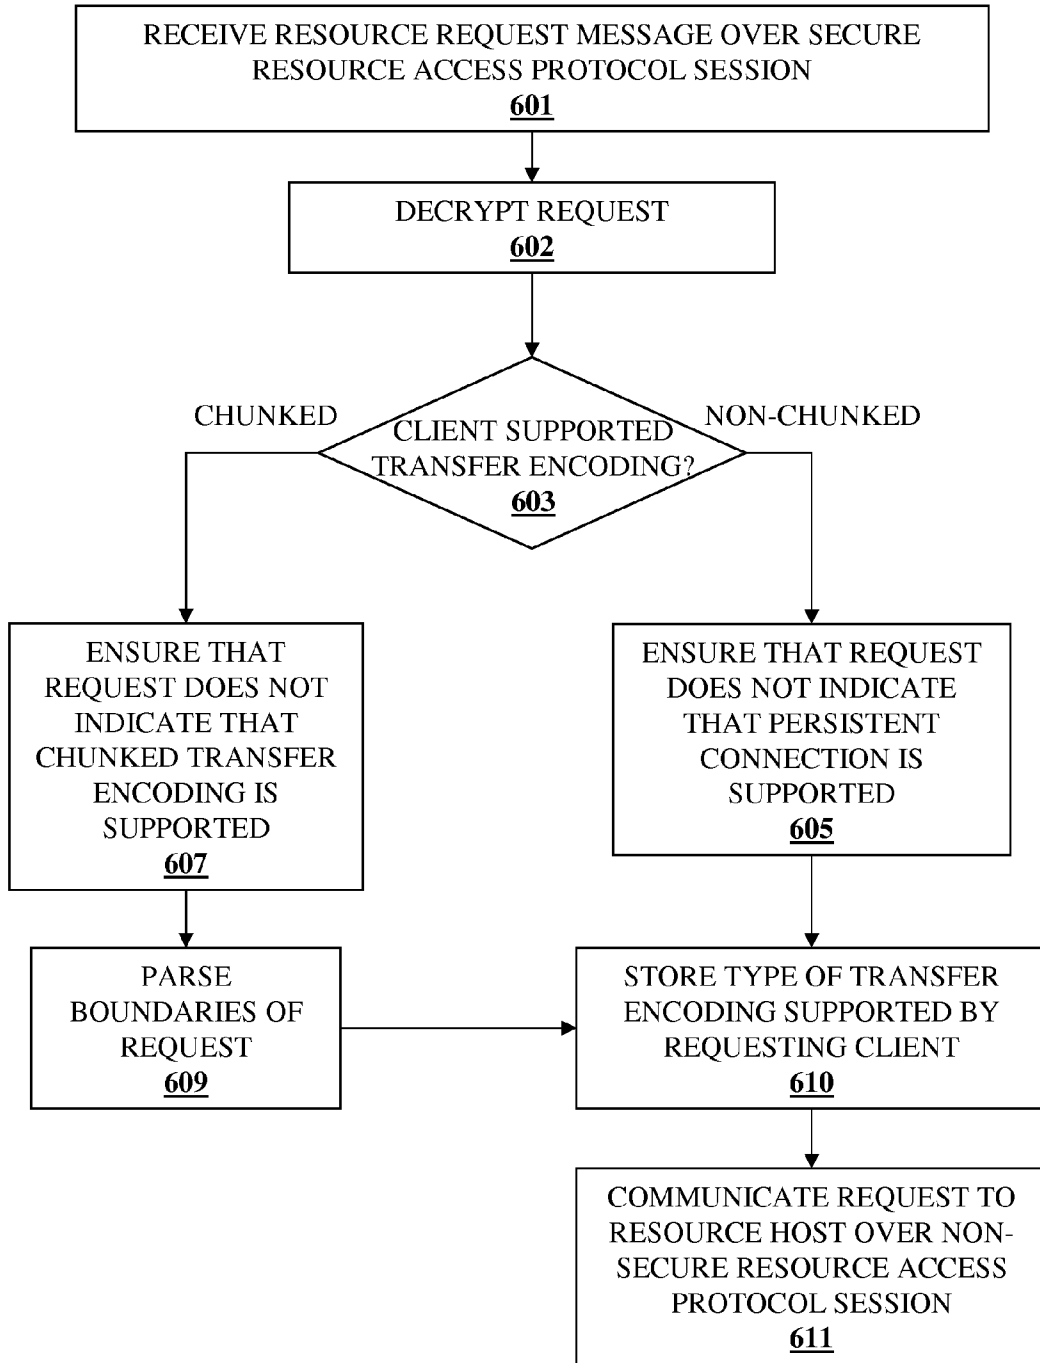 RECEIVE RESOURCE REQUEST MESSAGE OVER SECURE
RESOURCE ACCESS PROTOCOL SESSION
601
DECRYPT REQUEST
602
CHUNKED
NON-CHUNKED
CLIENT SUPPORTED
TRANSFER ENCODING?
603
ENSURE THAT
REQUEST DOES NOT
INDICATE THAT
CHUNKED TRANSFER
ENCODING IS
SUPPORTED
607
ENSURE THAT REQUEST
DOES NOT INDICATE
THAT PERSISTENT
CONNECTION IS
SUPPORTED
605
PARSE
BOUNDARIES OF
REQUEST
609
STORE TYPE OF TRANSFER
ENCODING SUPPORTED BY
REQUESTING CLIENT
610
COMMUNICATE REQUEST TO
RESOURCE HOST OVER NON-
SECURE RESOURCE ACCESS
PROTOCOL SESSION
611